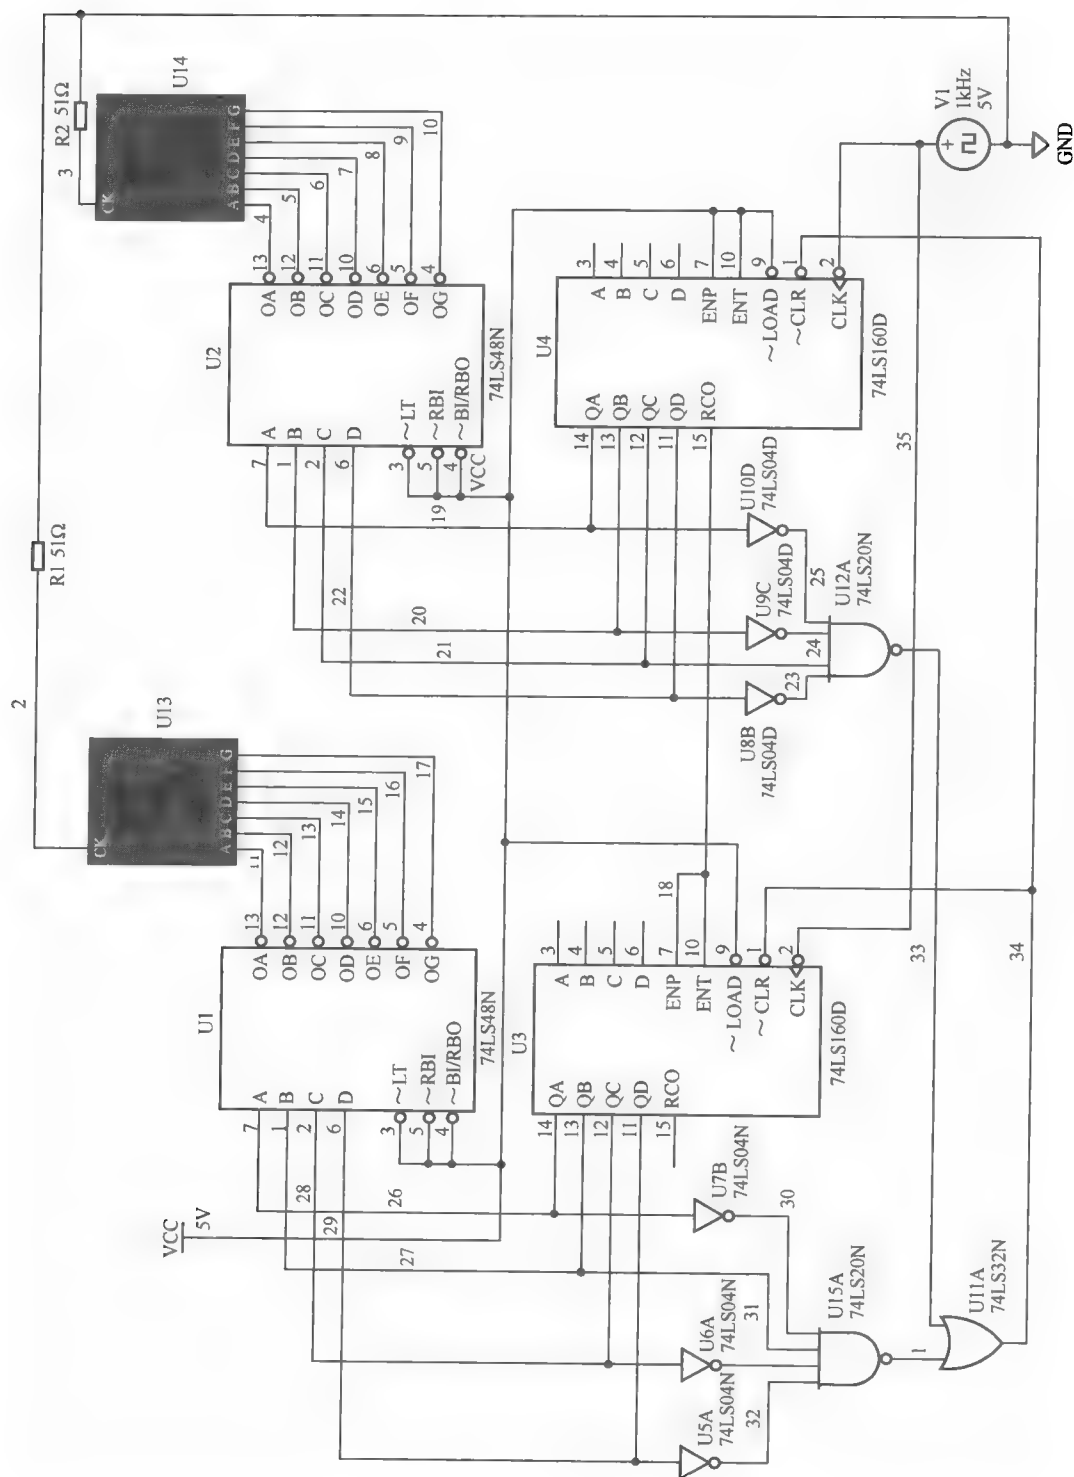 R2 51Ω
3
CK
U14
A B C D E F G
4
5
6
7
8
9
10
V1
1kHz
5V
GND
R1 51Ω
2
U2
13
12
11
10
6
5
4
OA
OB
OC
OD
OE
OF
OG
A
B
C
D
~LT
~RBI
~BI/RBO
74LS48N
7
1
2
6
3
5
4
VCC
19
22
20
21
U4
3
4
5
6
7
10
9
1
2
A
B
C
D
ENP
ENT
~LOAD
~CLR
CLK
QA
QB
QC
QD
RCO
14
13
12
11
15
74LS160D
35
U10D
74LS04D
U9C
74LS04D
U8B
74LS04D
25
24
23
U12A
74LS20N
U13
CK
A B C D E F G
11
12
13
14
15
16
17
U1
13
12
11
10
6
5
4
OA
OB
OC
OD
OE
OF
OG
A
B
C
D
~LT
~RBI
~BI/RBO
74LS48N
7
1
2
6
3
5
4
VCC
5V
28
26
29
27
18
U3
3
4
5
6
7
10
9
1
2
A
B
C
D
ENP
ENT
~LOAD
~CLR
CLK
QA
QB
QC
QD
RCO
14
13
12
11
15
74LS160D
33
34
U7B
74LS04N
30
U6A
74LS04N
31
U5A
74LS04N
32
U15A
74LS20N
1
U11A
74LS32N